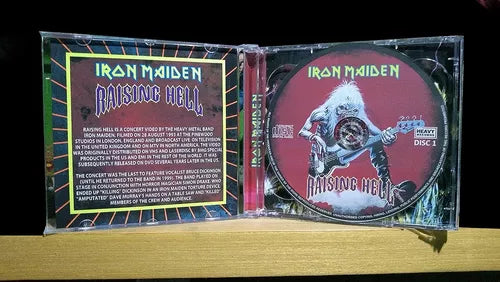 IRON MAIDEN
RAISING HELL
RAISING HELL IS A CONCERT VIDEO BY THE HEAVY METAL BAND
IRON MAIDEN, FILMED ON 28 AUGUST 1993 AT THE PINEWOOD
STUDIOS IN LONDON, ENGLAND AND BROADCAST LIVE ON TELEVISION
IN THE UNITED KINGDOM AND ON MTV IN NORTH AMERICA. THE VIDEO
WAS ORIGINALLY DISTRIBUTED ON VHS AND LASERDISC BY BMG SPECIAL
PRODUCTS IN THE US AND EMI IN THE REST OF THE WORLD. IT WAS
SUBSEQUENTLY RELEASED ON DVD SEVERAL YEARS LATER IN THE U.S.
THE CONCERT WAS THE LAST TO FEATURE VOCALIST BRUCE DICKINSON
(UNTIL HE RETURNED TO THE BAND IN 1999). THE BAND PLAYED ON
STAGE IN CONJUNCTION WITH HORROR MAGICIAN SIMON DRAKE, WHO
ENDED UP "KILLING" DICKINSON IN AN IRON MAIDEN TORTURE DEVICE,
"AMPUTATED" DAVE MURRAY'S HANDS ON A TABLE SAW AND "KILLED"
MEMBERS OF THE CREW AND AUDIENCE.
IRON MAIDEN
IRON MAIDEN
HEAVY
RECORDS
DISC 1
RAISING HELL